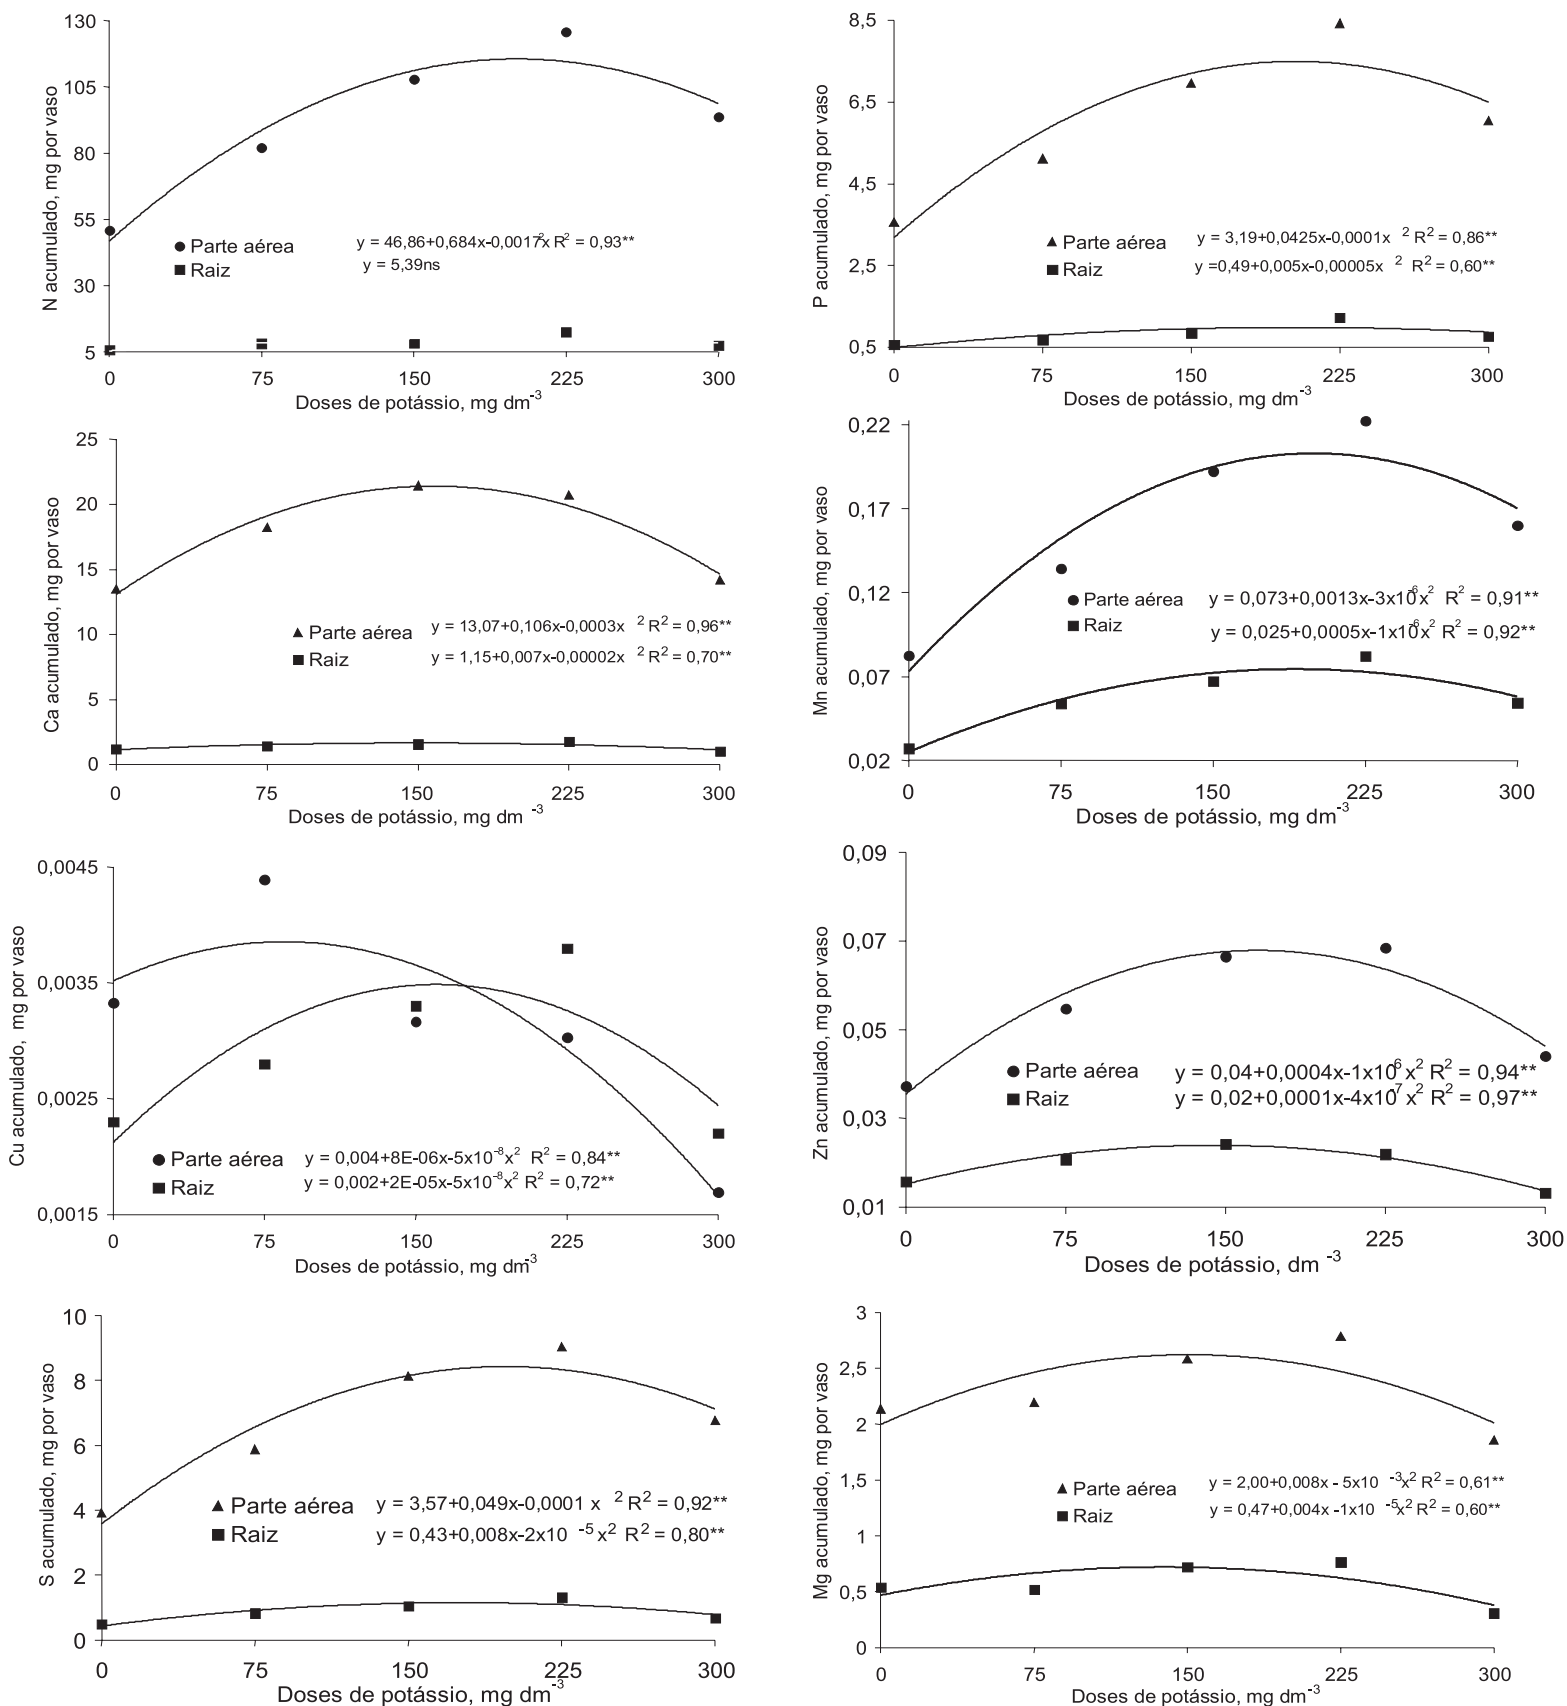 N acumulado, mg por vaso
130
105
80
55
30
5
● Parte aérea y = 46,86+0,684x-0,0017x² R² = 0,93**
■ Raiz y = 5,39ns
0 75 150 225 300
Doses de potássio, mg dm⁻³
P acumulado, mg por vaso
8,5
6,5
4,5
2,5
0,5
▲ Parte aérea y = 3,19+0,0425x-0,0001x ² R² = 0,86**
■ Raiz y =0,49+0,005x-0,00005x ² R² = 0,60**
0 75 150 225 300
Doses de potássio, mg dm⁻³
Ca acumulado, mg por vaso
25
20
15
10
5
0
▲ Parte aérea y = 13,07+0,106x-0,0003x ² R² = 0,96**
■ Raiz y = 1,15+0,007x-0,00002x ² R² = 0,70**
0 75 150 225 300
Doses de potássio, mg dm ⁻³
Mn acumulado, mg por vaso
0,22
0,17
0,12
0,07
0,02
● Parte aérea y = 0,073+0,0013x-3x10⁻⁶x² R² = 0,91**
■ Raiz y = 0,025+0,0005x-1x10⁻⁶x² R² = 0,92**
0 75 150 225 300
Doses de potássio, mg dm⁻³
Cu acumulado, mg por vaso
0,0045
0,0035
0,0025
0,0015
● Parte aérea y = 0,004+8E-06x-5x10⁻⁸x² R² = 0,84**
■ Raiz y = 0,002+2E-05x-5x10⁻⁸x² R² = 0,72**
0 75 150 225 300
Doses de potássio, mg dm⁻³
Zn acumulado, mg por vaso
0,09
0,07
0,05
0,03
0,01
● Parte aérea y = 0,04+0,0004x-1x10⁻⁶ x² R² = 0,94**
■ Raiz y = 0,02+0,0001x-4x10⁻⁷ x² R² = 0,97**
0 75 150 225 300
Doses de potássio, dm ⁻³
S acumulado, mg por vaso
10
8
6
4
2
0
▲ Parte aérea y = 3,57+0,049x-0,0001 x ² R² = 0,92**
■ Raiz y = 0,43+0,008x-2x10 ⁻⁵ x² R² = 0,80**
0 75 150 225 300
Doses de potássio, mg dm⁻³
Mg acumulado, mg por vaso
3
2,5
2
1,5
1
0,5
0
▲ Parte aérea y = 2,00+0,008x - 5x10 ⁻³x² R² = 0,61**
■ Raiz y = 0,47+0,004x -1x10 ⁻⁵x² R² = 0,60**
0 75 150 225 300
Doses de potássio, mg dm⁻³